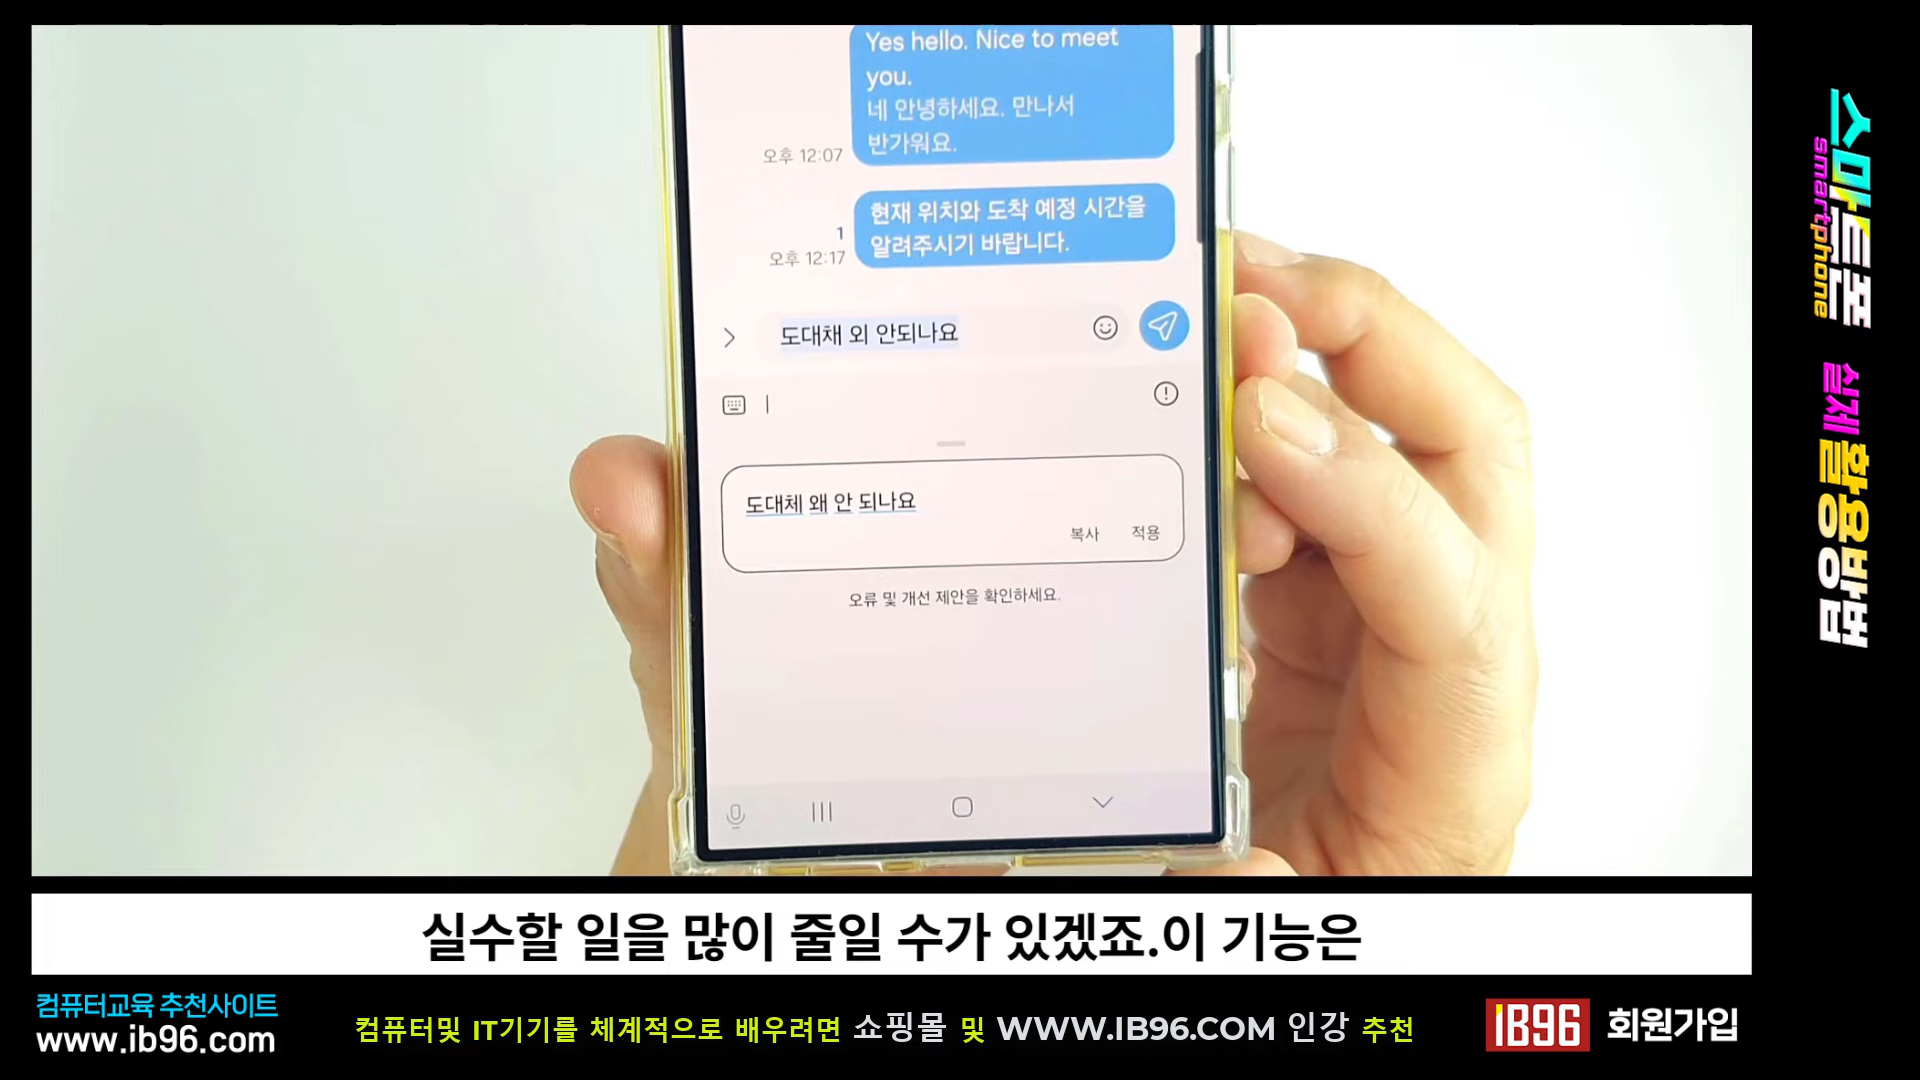 Yes hello. Nice to meet
you.
네 안녕하세요. 만나서
반가워요.
오후 12:07
현재 위치와 도착 예정 시간을
알려주시기 바랍니다.
1
오후 12:17
도대채 외 안되나요
도대체 왜 안 되나요
복사 적용
오류 및 개선 제안을 확인하세요.
스마트폰
smartphone
실제활용방법
실수할 일을 많이 줄일 수가 있겠죠.이 기능은
컴퓨터교육 추천사이트
www.ib96.com
컴퓨터및 IT기기를 체계적으로 배우려면 쇼핑몰 및 WWW.IB96.COM 인강 추천
IB96 회원가입